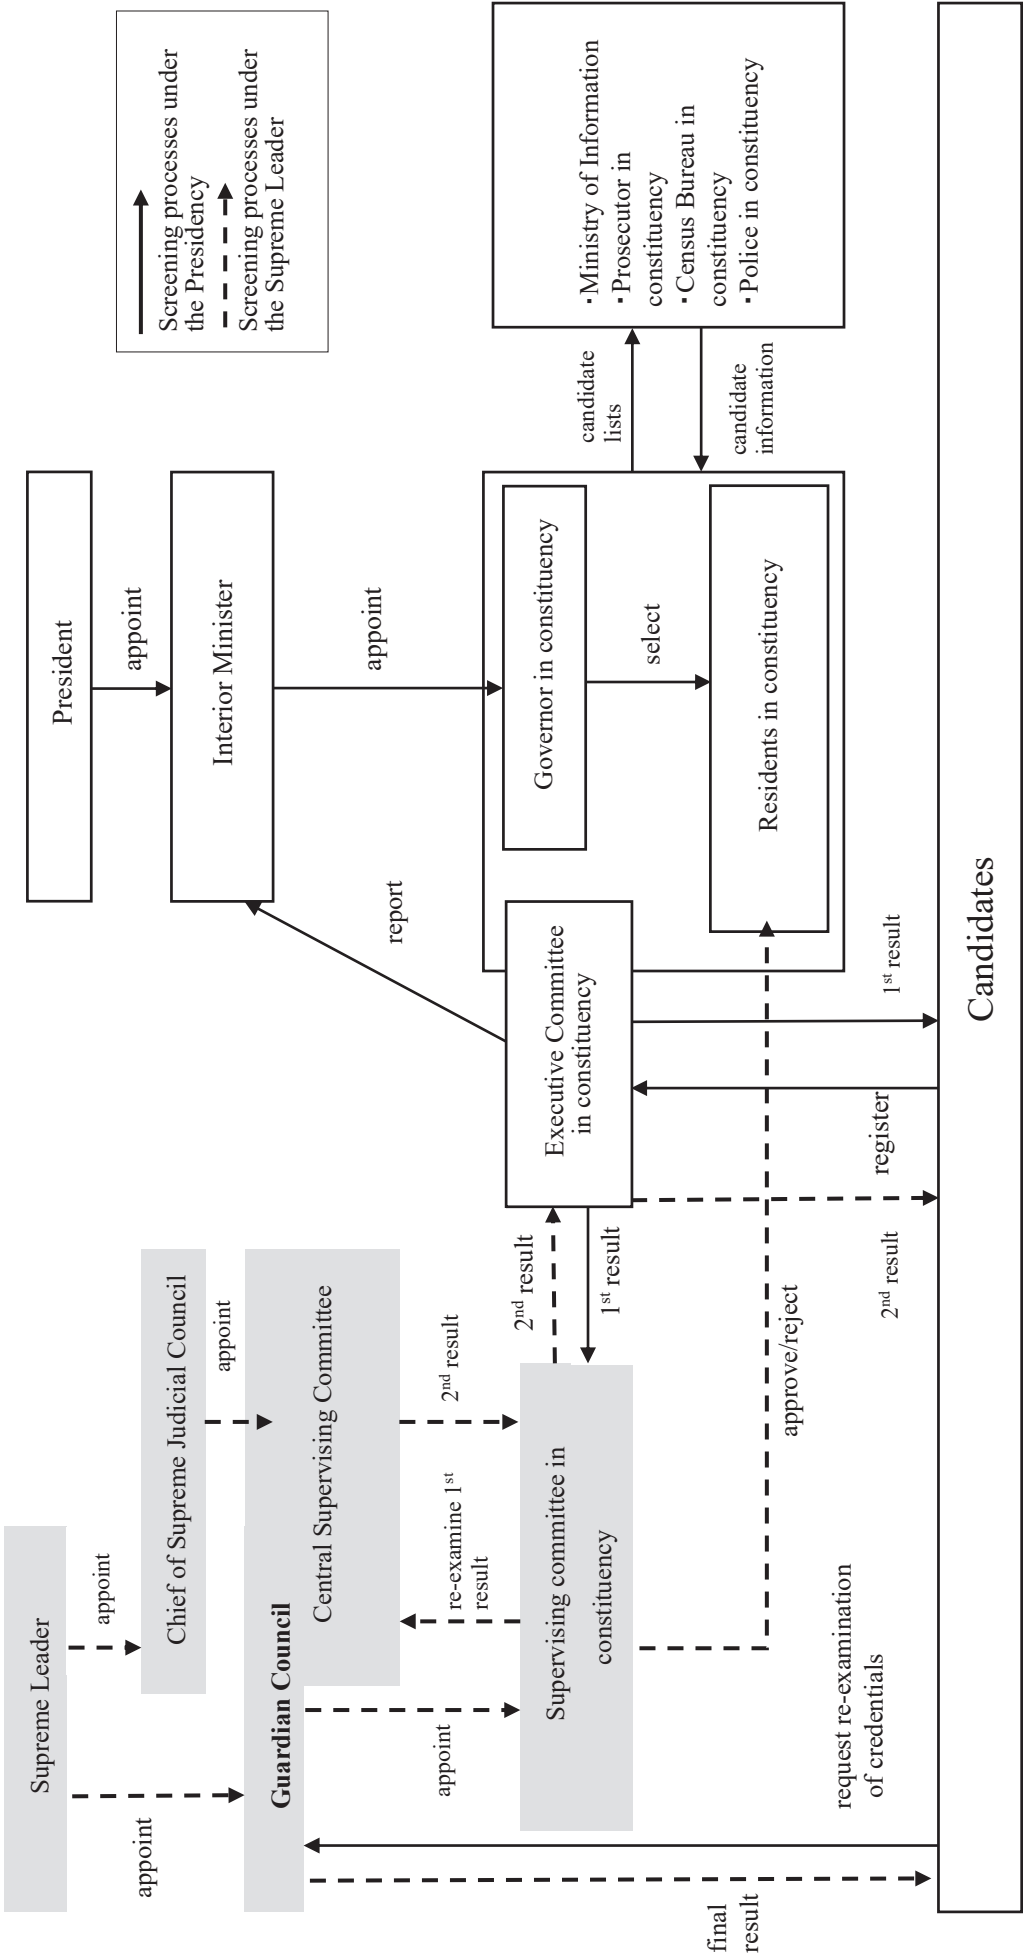 Supreme Leader
appoint
appoint
Chief of Supreme Judicial Council
appoint
Guardian Council
Central Supervising Committee
appoint
re-examine 1st
result
2nd result
Supervising committee in
constituency
2nd result
1st result
approve/reject
request re-examination
of credentials
final
result
President
appoint
Interior Minister
appoint
report
Executive Committee
in constituency
Governor in constituency
select
Residents in constituency
2nd result
register
1st result
candidate
lists
candidate
information
・Ministry of Information
・Prosecutor in
constituency
・Census Bureau in
constituency
・Police in constituency
Screening processes under
the Presidency
Screening processes under
the Supreme Leader
Candidates